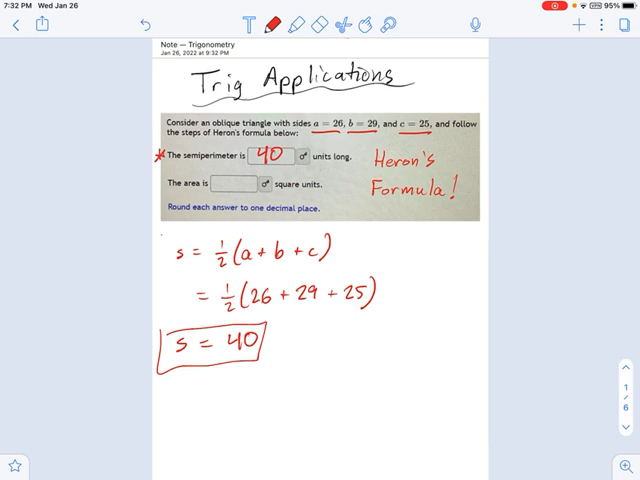 7:32 PM Wed Jan 26
95%
T
Note — Trigonometry
Jan 26, 2022 at 9:32 PM
Trig Applications
Consider an oblique triangle with sides a = 26, b = 29, and c = 25, and follow
the steps of Heron's formula below:
* The semiperimeter is 40 units long.
Heron's
Formula!
The area is square units.
Round each answer to one decimal place.
s = 1/2 (a + b + c)
= 1/2 (26 + 29 + 25)
s = 40
1
/
6